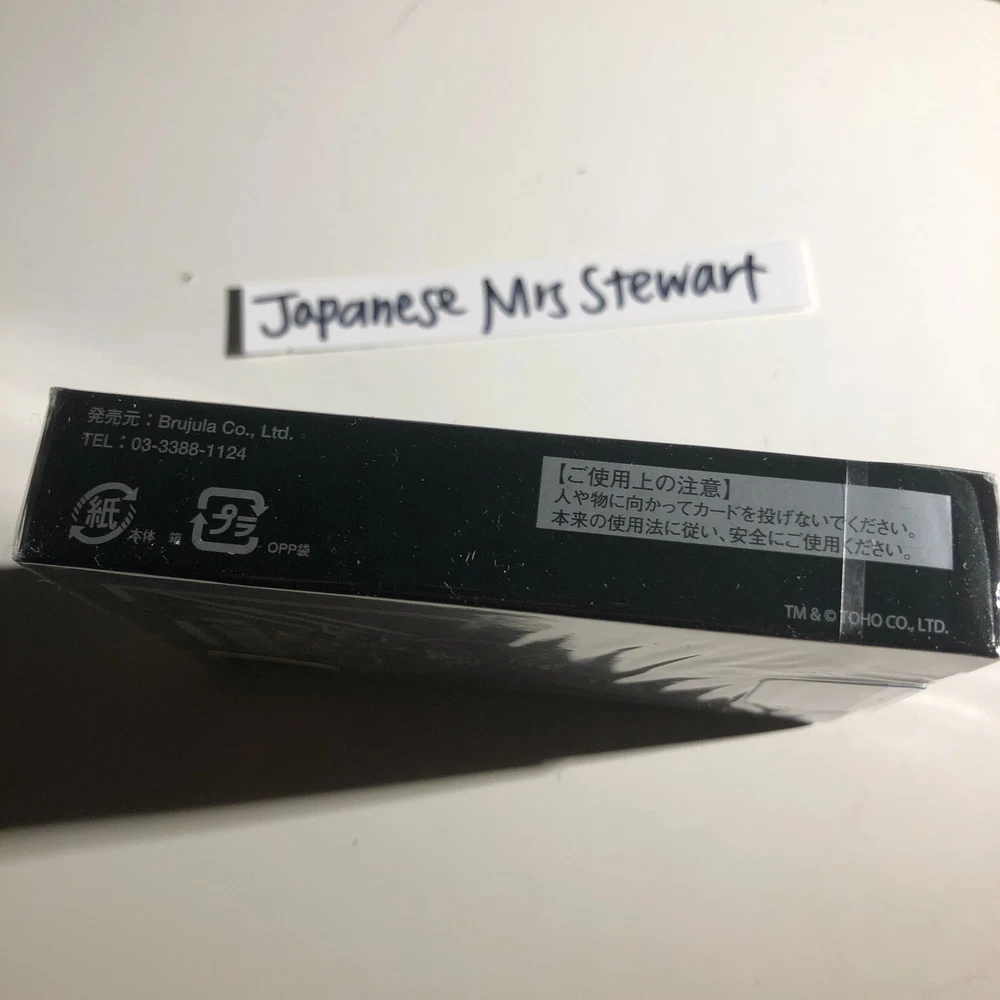 Japanese Mrs Stewart
発売元：Brujula Co., Ltd.
TEL：03-3388-1124
紙
本体 箱
プラ
OPP袋
【ご使用上の注意】
人や物に向かってカードを投げないでください。
本来の使用法に従い、安全にご使用ください。
TM & © TOHO CO., LTD.